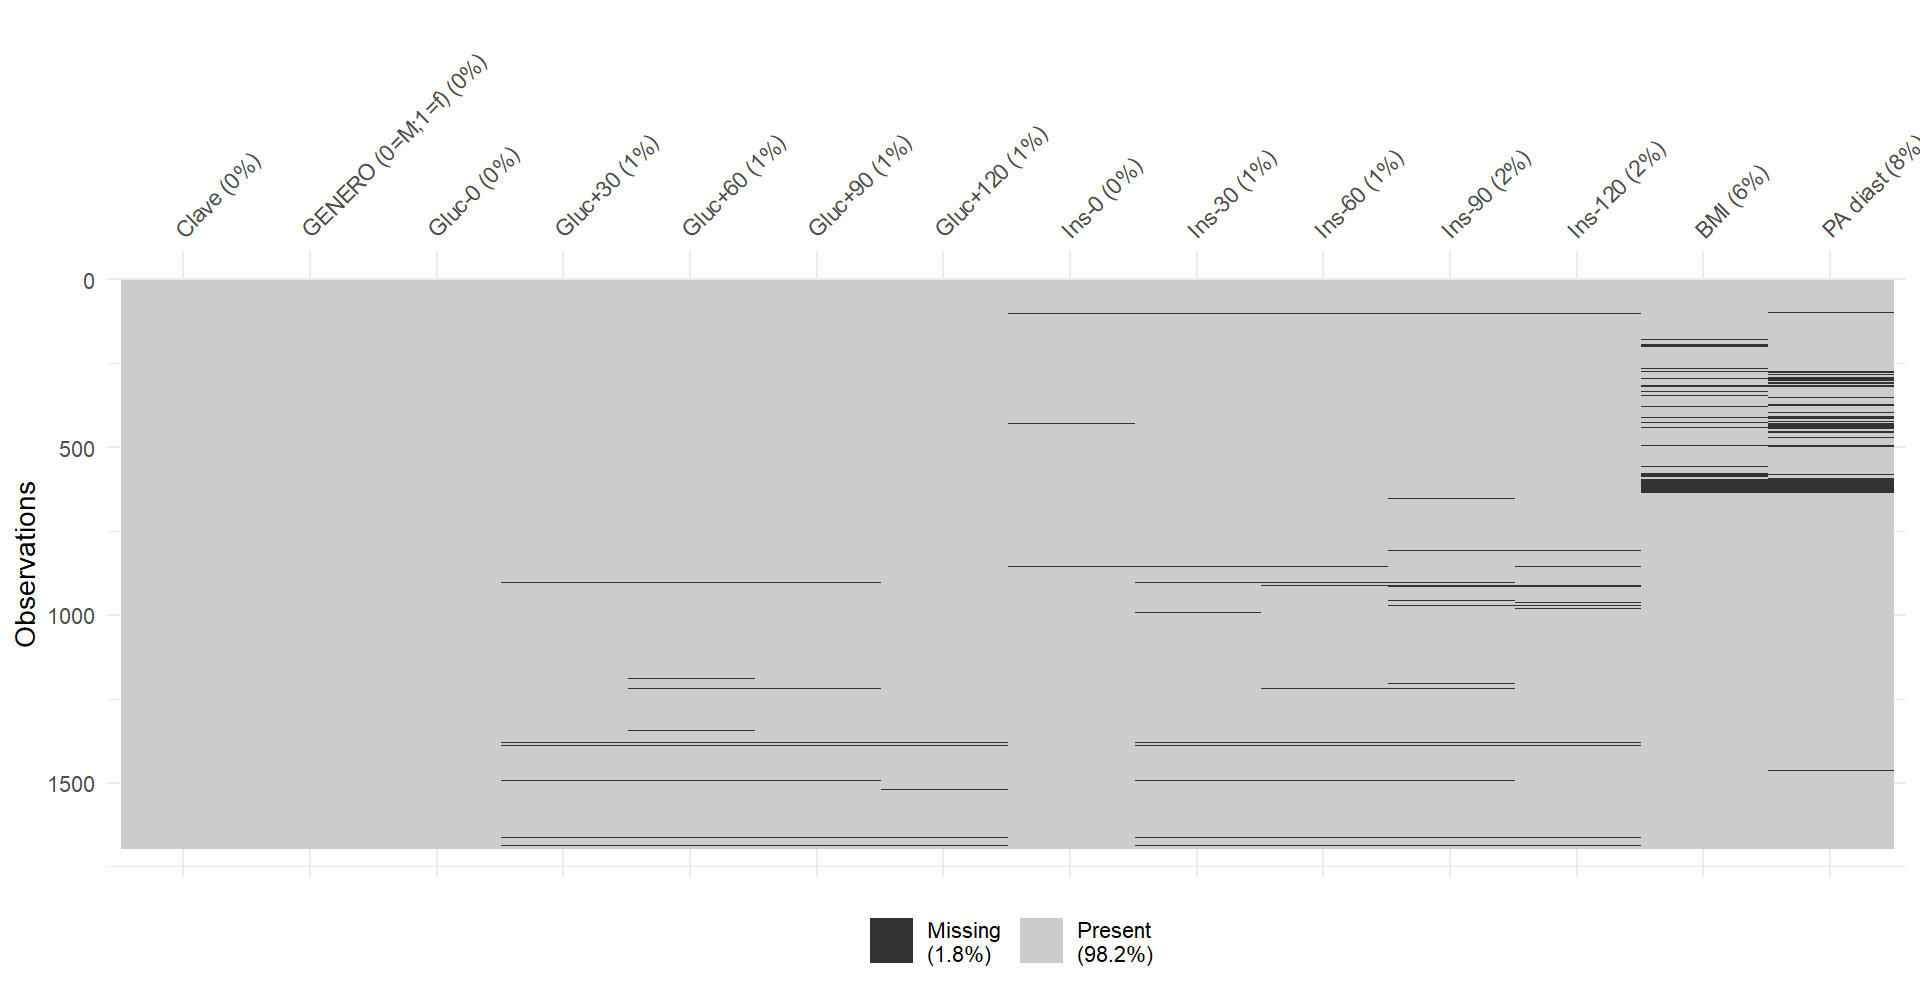 Clave (0%)
GENERO (0=M;1=f) (0%)
Gluc-0 (0%)
Gluc+30 (1%)
Gluc+60 (1%)
Gluc+90 (1%)
Gluc+120 (1%)
Ins-0 (0%)
Ins-30 (1%)
Ins-60 (1%)
Ins-90 (2%)
Ins-120 (2%)
BMI (6%)
PA diast (8%)
0
500
1000
1500
Observations
Missing
(1.8%)
Present
(98.2%)